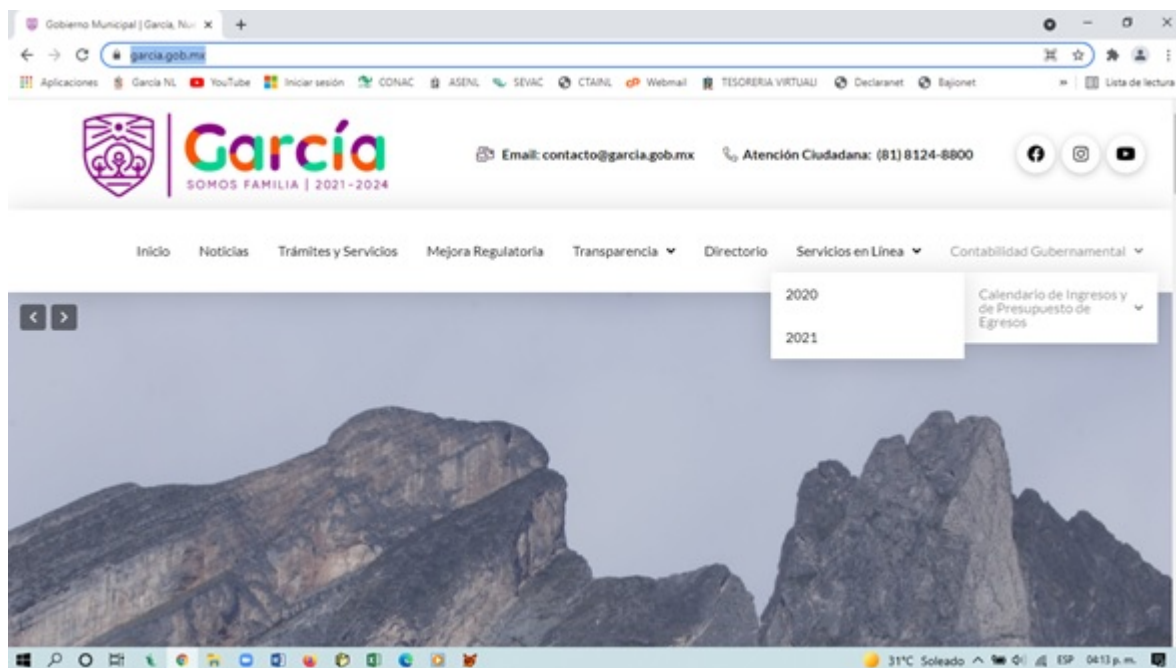 Gobierno Municipal | García, Nu
garcia.gob.mx
Aplicaciones García NL YouTube Iniciar sesión CONAC ASENL SEVAC CTAINL Webmail TESORERIA VIRTUAL! Declaranet Bajionet » Lista de lectura
García
SOMOS FAMILIA | 2021-2024
Email: contacto@garcia.gob.mx Atención Ciudadana: (81) 8124-8800
Inicio Noticias Trámites y Servicios Mejora Regulatoria Transparencia Directorio Servicios en Línea Contabilidad Gubernamental
2020
2021
Calendario de Ingresos y
de Presupuesto de
Egresos
31°C Soleado ESP 04:13 p. m.